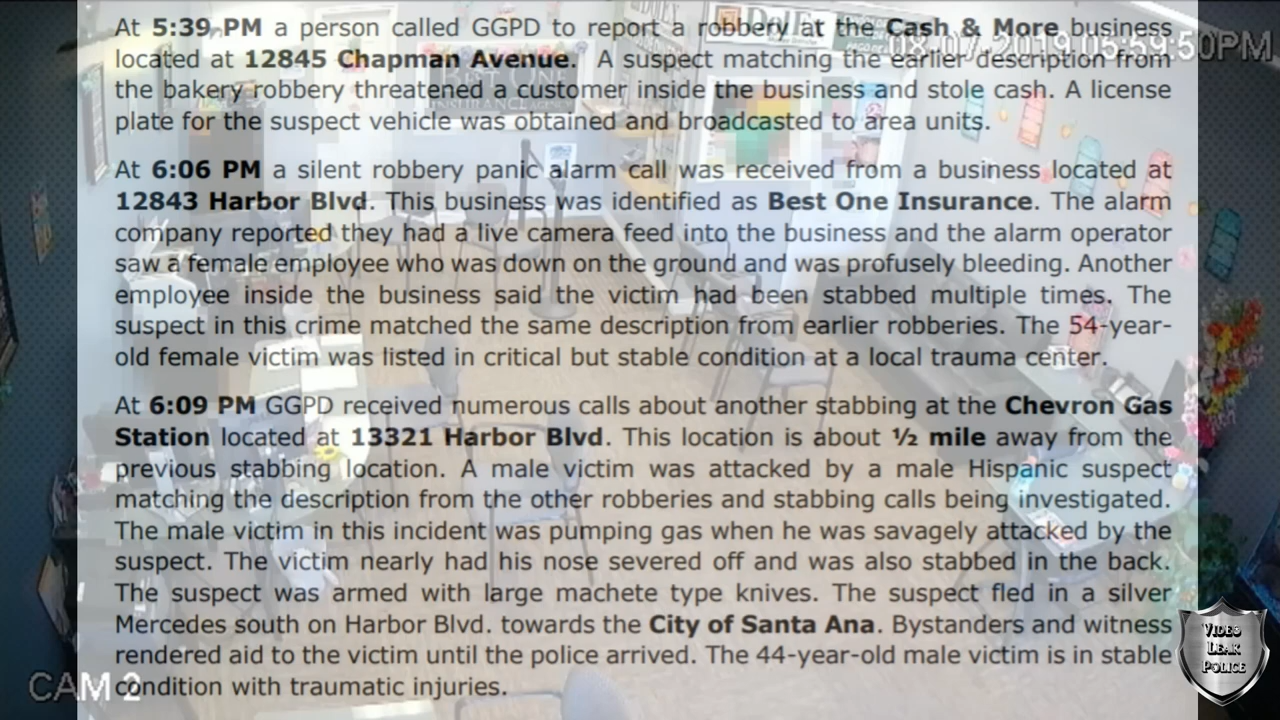 At 5:39 PM a person called GGPD to report a robbery at the Cash & More business
08-07-2019 05:59:50PM
located at 12845 Chapman Avenue. A suspect matching the earlier description from
the bakery robbery threatened a customer inside the business and stole cash. A license
BEST ONE
INSURANCE AGENCY
plate for the suspect vehicle was obtained and broadcasted to area units.
At 6:06 PM a silent robbery panic alarm call was received from a business located at
12843 Harbor Blvd. This business was identified as Best One Insurance. The alarm
company reported they had a live camera feed into the business and the alarm operator
saw a female employee who was down on the ground and was profusely bleeding. Another
employee inside the business said the victim had been stabbed multiple times. The
suspect in this crime matched the same description from earlier robberies. The 54-year-
old female victim was listed in critical but stable condition at a local trauma center.
At 6:09 PM GGPD received numerous calls about another stabbing at the Chevron Gas
Station located at 13321 Harbor Blvd. This location is about ½ mile away from the
previous stabbing location. A male victim was attacked by a male Hispanic suspect
matching the description from the other robberies and stabbing calls being investigated.
The male victim in this incident was pumping gas when he was savagely attacked by the
suspect. The victim nearly had his nose severed off and was also stabbed in the back.
The suspect was armed with large machete type knives. The suspect fled in a silver
Mercedes south on Harbor Blvd. towards the City of Santa Ana. Bystanders and witness
rendered aid to the victim until the police arrived. The 44-year-old male victim is in stable
condition with traumatic injuries.
CAM 2
VIDEO
LEAK
POLICE